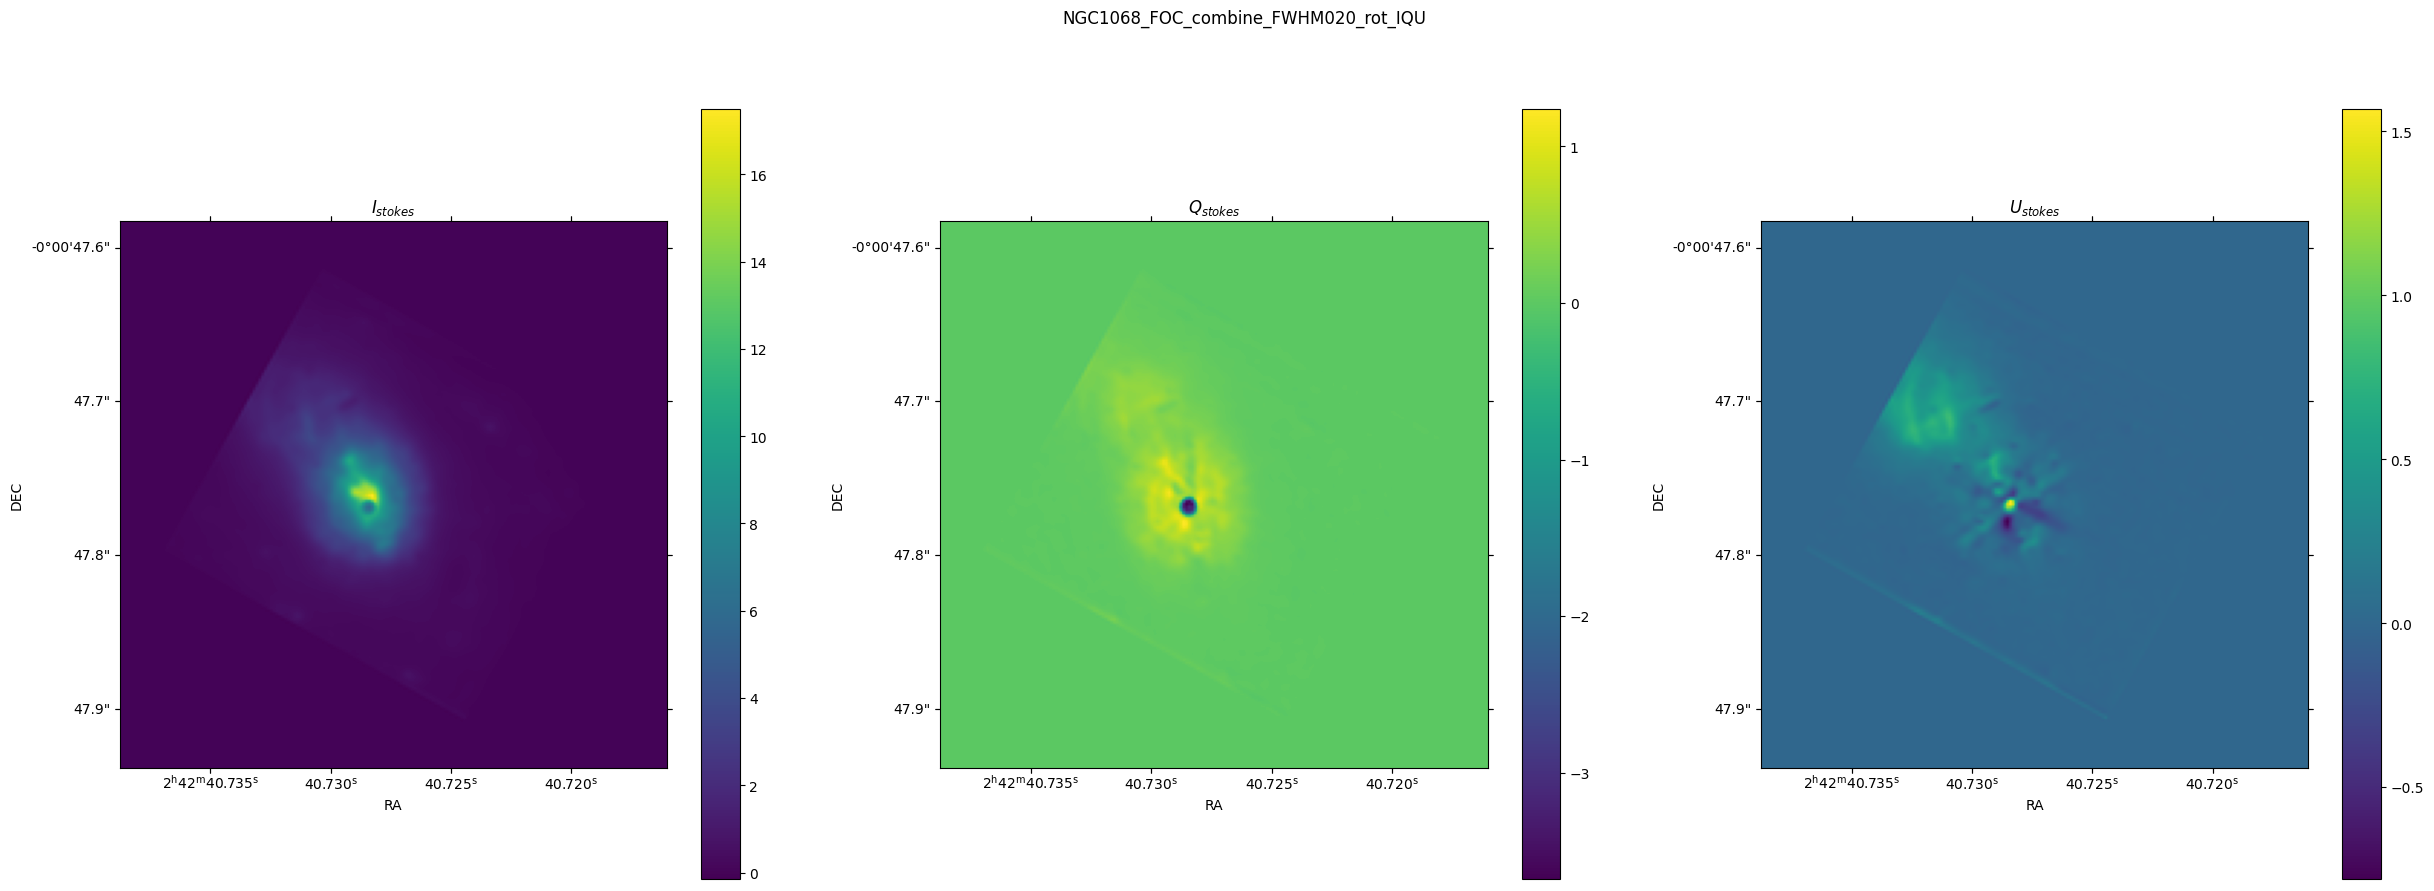 NGC1068_FOC_combine_FWHM020_rot_IQU
I_stokes
-0°00'47.6"
47.7"
47.8"
47.9"
DEC
2h42m40.735s 40.730s 40.725s 40.720s
RA
16
14
12
10
8
6
4
2
0
Q_stokes
-0°00'47.6"
47.7"
47.8"
47.9"
DEC
2h42m40.735s 40.730s 40.725s 40.720s
RA
1
0
−1
−2
−3
U_stokes
-0°00'47.6"
47.7"
47.8"
47.9"
DEC
2h42m40.735s 40.730s 40.725s 40.720s
RA
1.5
1.0
0.5
0.0
−0.5